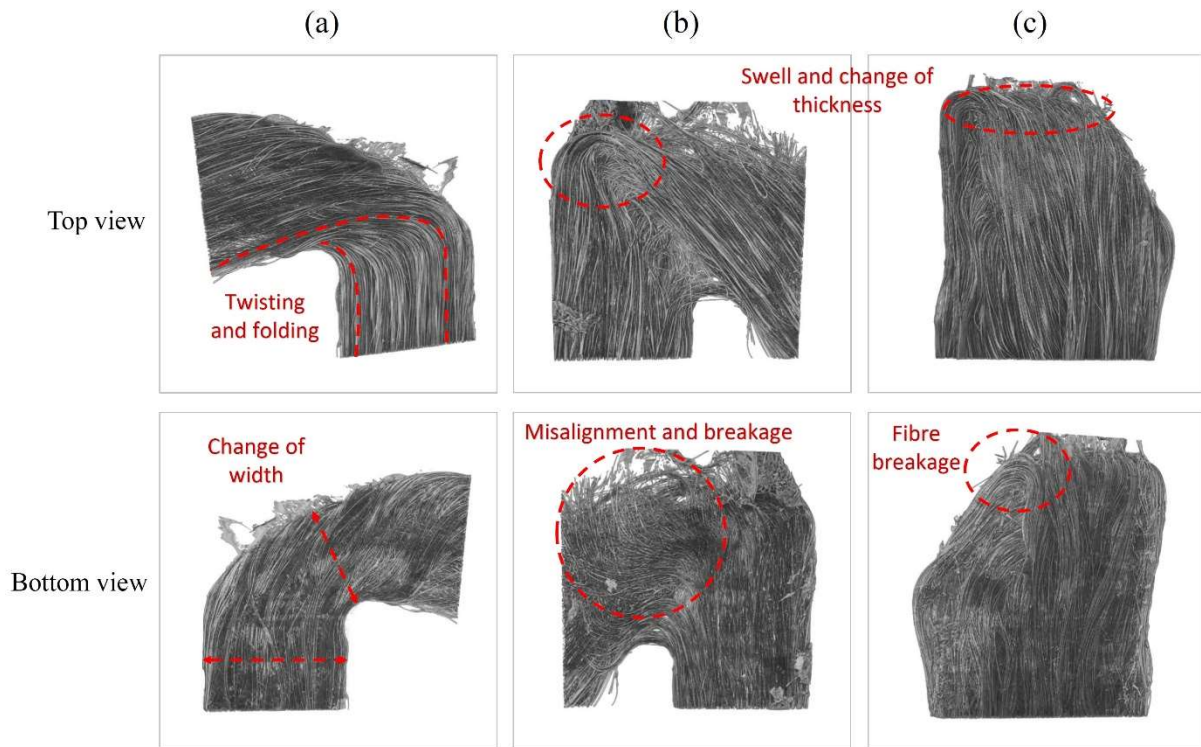 (a)
(b)
(c)
Top view
Twisting
and folding
Swell and change of
thickness
Bottom view
Change of
width
Misalignment and breakage
Fibre
breakage